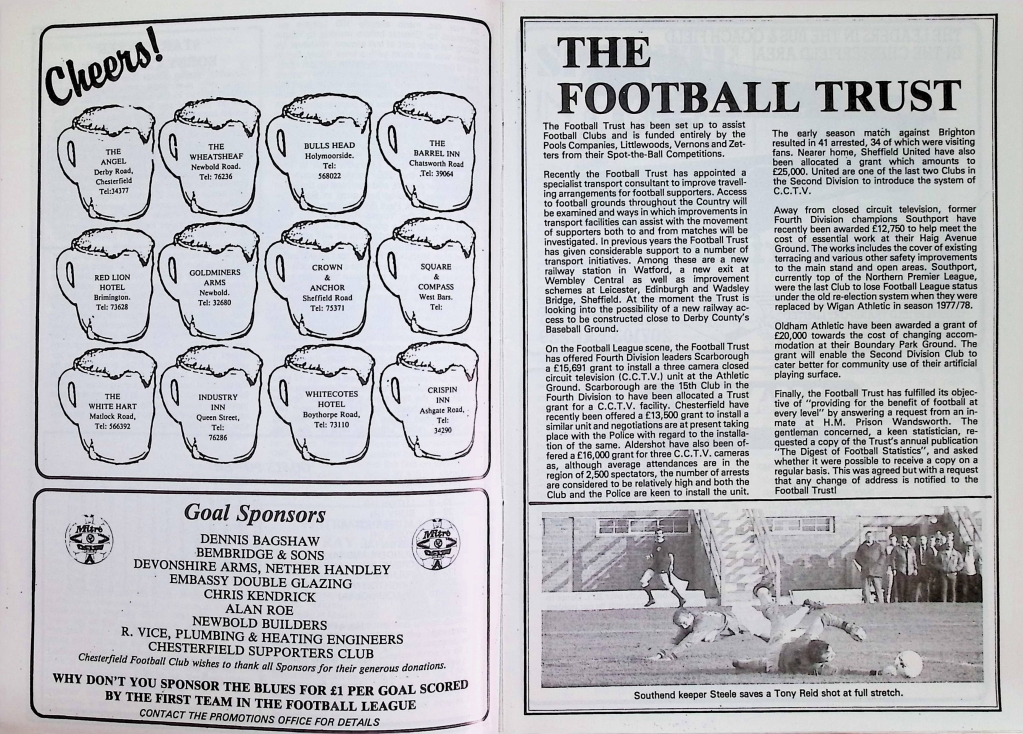 Cheers!
THE
ANGEL
Derby Road,
Chesterfield
Tel:34377
THE
WHEATSHEAF
Newbold Road.
Tel: 76236
BULLS HEAD
Holymoorside.
Tel:
568022
THE
BARREL INN
Chatsworth Road
.Tel: 39064
RED LION
HOTEL
Brimington.
Tel: 73628
GOLDMINERS
ARMS
Newbold.
Tel: 32680
CROWN
&
ANCHOR
Sheffield Road
Tel: 75371
SQUARE
&
COMPASS
West Bars.
Tel:
THE
WHITE HART
Matlock Road,
Tel: 566392
INDUSTRY
INN
Queen Street,
Tel:
76286
WHITECOTES
HOTEL
Boythorpe Road,
Tel: 73110
CRISPIN
INN
Ashgate Road,
Tel:
34290
Goal Sponsors
Mitre
Mitre
DENNIS BAGSHAW
BEMBRIDGE & SONS
DEVONSHIRE ARMS, NETHER HANDLEY
EMBASSY DOUBLE GLAZING
CHRIS KENDRICK
ALAN ROE
NEWBOLD BUILDERS
R. VICE, PLUMBING & HEATING ENGINEERS
CHESTERFIELD SUPPORTERS CLUB
Chesterfield Football Club wishes to thank all Sponsors for their generous donations.
WHY DON'T YOU SPONSOR THE BLUES FOR £1 PER GOAL SCORED
BY THE FIRST TEAM IN THE FOOTBALL LEAGUE
CONTACT THE PROMOTIONS OFFICE FOR DETAILS
THE
FOOTBALL TRUST
The Football Trust has been set up to assist
Football Clubs and is funded entirely by the
Pools Companies, Littlewoods, Vernons and Zet-
ters from their Spot-the-Ball Competitions.
Recently the Football Trust has appointed a
specialist transport consultant to improve travell-
ing arrangements for football supporters. Access
to football grounds throughout the Country will
be examined and ways in which improvements in
transport facilities can assist with the movement
of supporters both to and from matches will be
investigated. In previous years the Football Trust
has given considerable support to a number of
transport initiatives. Among these are a new
railway station in Watford, a new exit at
Wembley Central as well as improvement
schemes at Leicester, Edinburgh and Wadsley
Bridge, Sheffield. At the moment the Trust is
looking into the possibility of a new railway ac-
cess to be constructed close to Derby County's
Baseball Ground.
On the Football League scene, the Football Trust
has offered Fourth Division leaders Scarborough
a £15,691 grant to install a three camera closed
circuit television (C.C.T.V.) unit at the Athletic
Ground. Scarborough are the 15th Club in the
Fourth Division to have been allocated a Trust
grant for a C.C.T.V. facility. Chesterfield have
recently been offered a £13,500 grant to install a
similar unit and negotiations are at present taking
place with the Police with regard to the installa-
tion of the same. Aldershot have also been of-
fered a £16,000 grant for three C.C.T.V. cameras
as, although average attendances are in the
region of 2,500 spectators, the number of arrests
are considered to be relatively high and both the
Club and the Police are keen to install the unit.
The early season match against Brighton
resulted in 41 arrested, 34 of which were visiting
fans. Nearer home, Sheffield United have also
been allocated a grant which amounts to
£25,000. United are one of the last two Clubs in
the Second Division to introduce the system of
C.C.T.V.
Away from closed circuit television, former
Fourth Division champions Southport have
recently been awarded £12,750 to help meet the
cost of essential work at their Haig Avenue
Ground. The works includes the cover of existing
terracing and various other safety improvements
to the main stand and open areas. Southport,
currently top of the Northern Premier League,
were the last Club to lose Football League status
under the old re-election system when they were
replaced by Wigan Athletic in season 1977/78.
Oldham Athletic have been awarded a grant of
£20,000 towards the cost of changing accom-
modation at their Boundary Park Ground. The
grant will enable the Second Division Club to
cater better for community use of their artificial
playing surface.
Finally, the Football Trust has fulfilled its objec-
tive of "providing for the benefit of football at
every level" by answering a request from an in-
mate at H.M. Prison Wandsworth. The
gentleman concerned, a keen statistician, re-
quested a copy of the Trust's annual publication
"The Digest of Football Statistics", and asked
whether it were possible to receive a copy on a
regular basis. This was agreed but with a request
that any change of address is notified to the
Football Trust!
Southend keeper Steele saves a Tony Reid shot at full stretch.